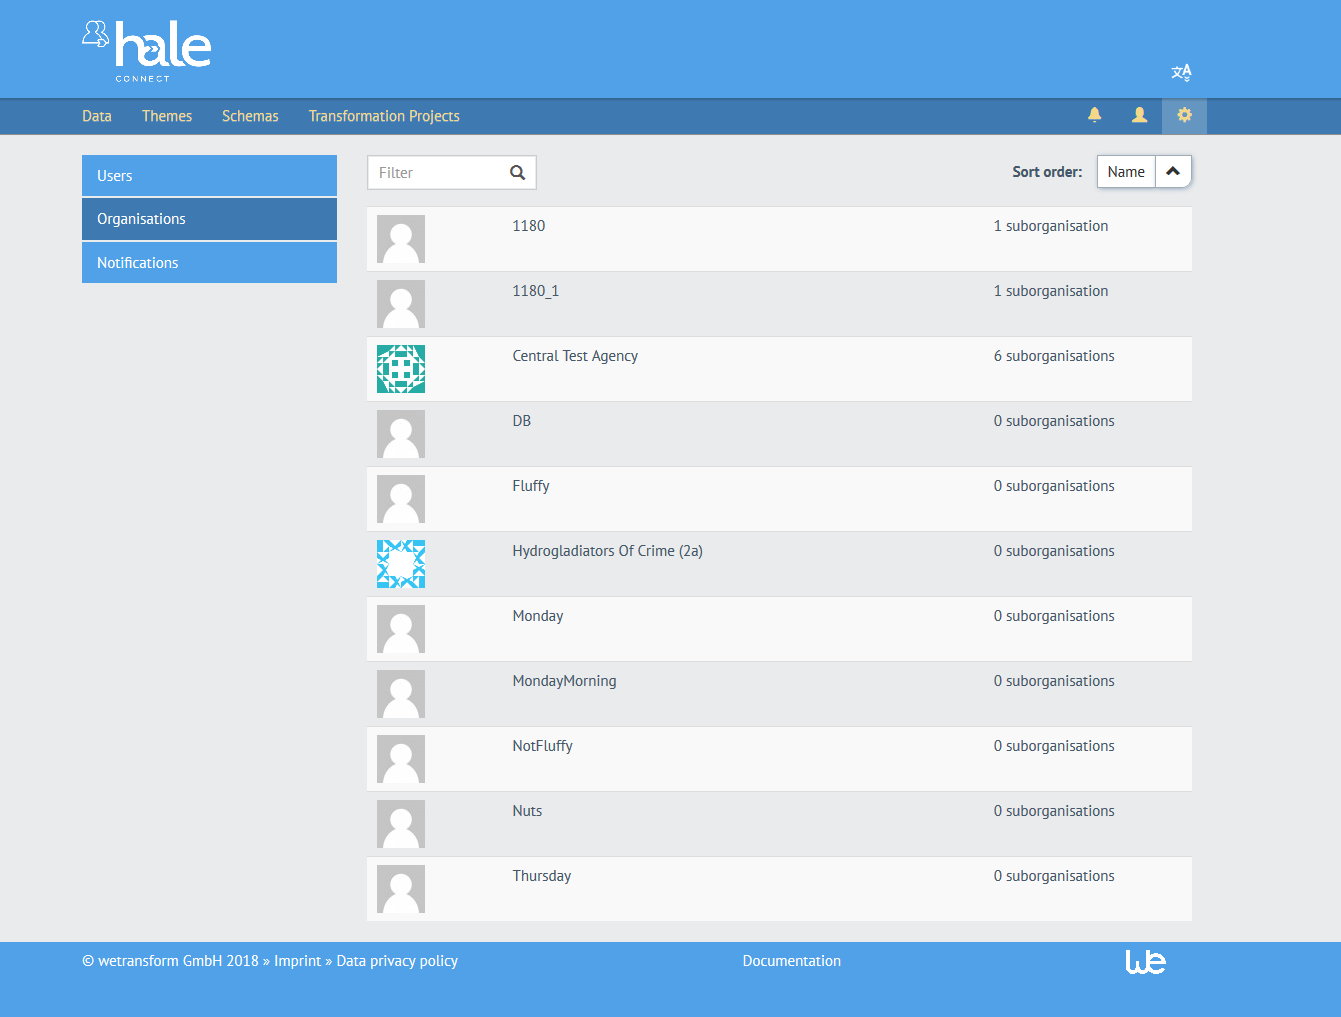 hale
CONNECT
文A
Data Themes Schemas Transformation Projects
Users
Organisations
Notifications
Filter
Sort order: Name
1180 1 suborganisation
1180_1 1 suborganisation
Central Test Agency 6 suborganisations
DB 0 suborganisations
Fluffy 0 suborganisations
Hydrogladiators Of Crime (2a) 0 suborganisations
Monday 0 suborganisations
MondayMorning 0 suborganisations
NotFluffy 0 suborganisations
Nuts 0 suborganisations
Thursday 0 suborganisations
© wetransform GmbH 2018 » Imprint » Data privacy policy Documentation we